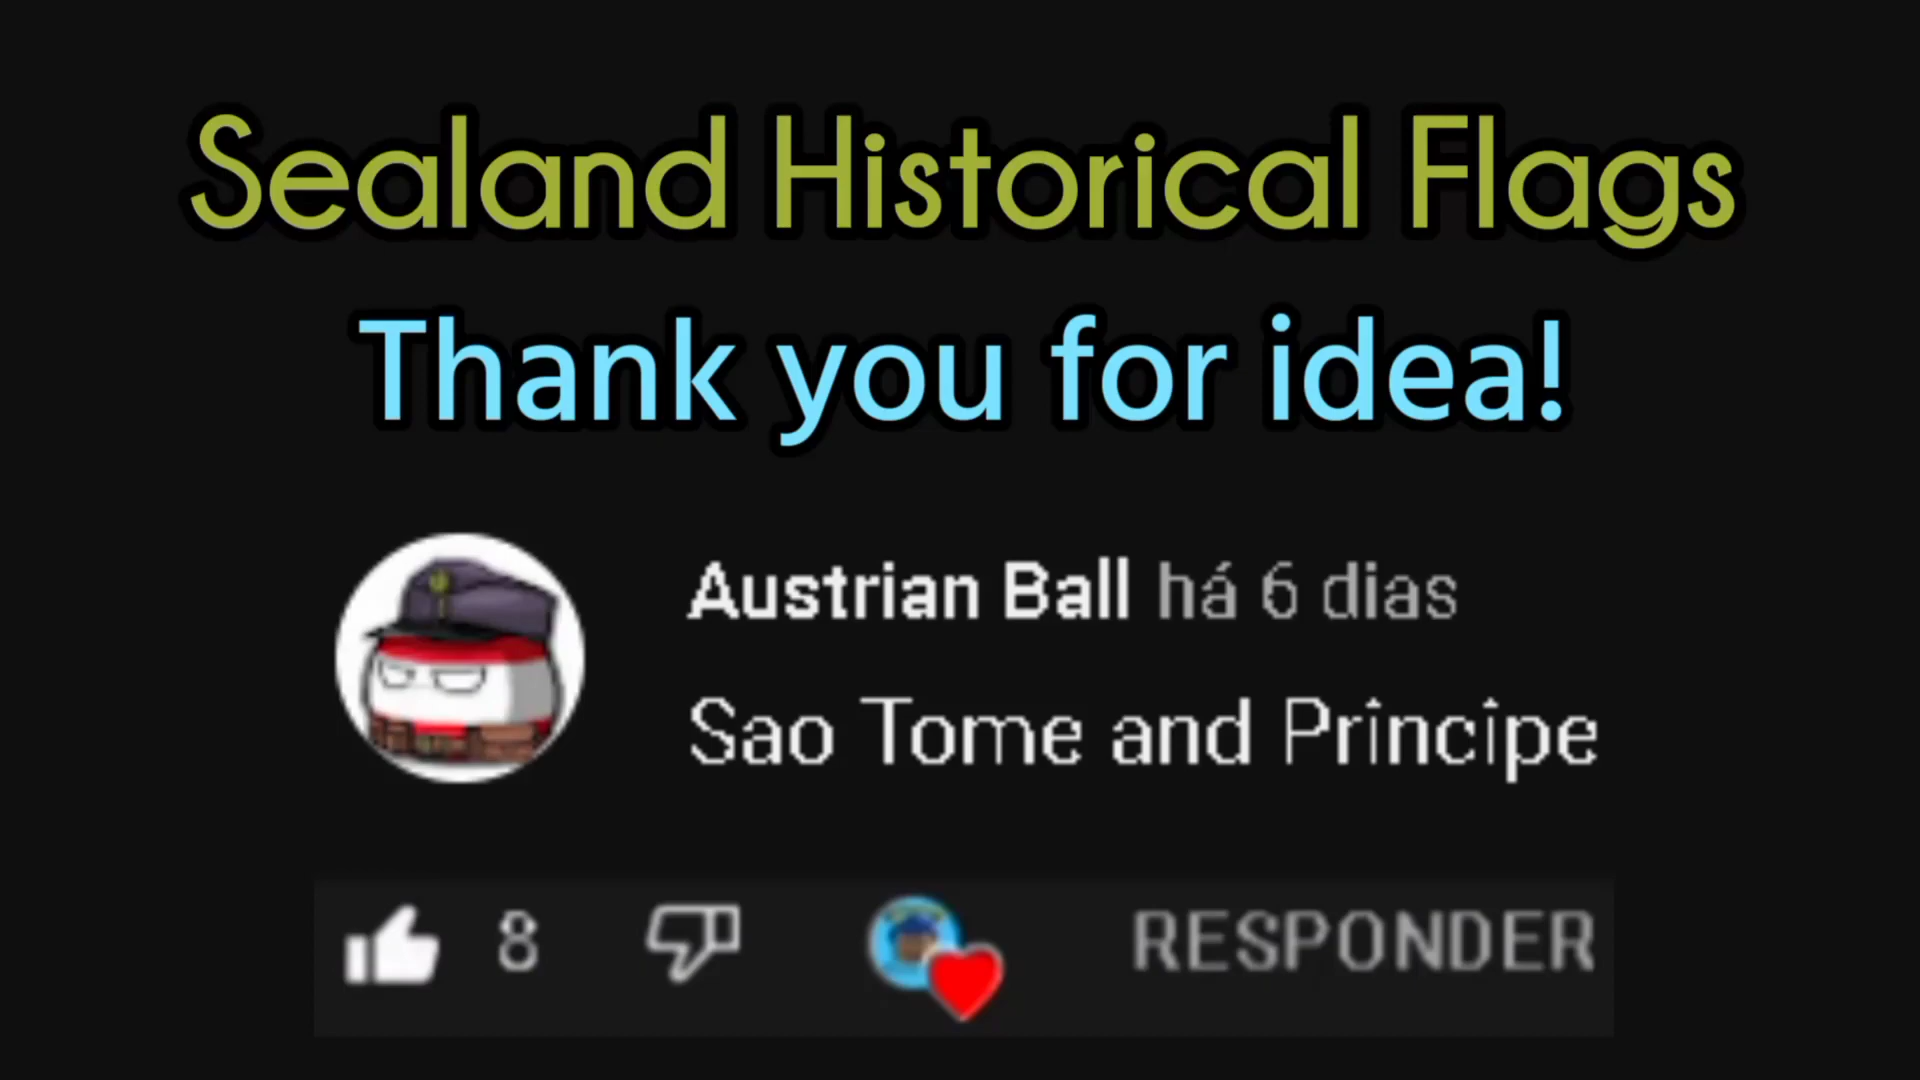 Sealand Historical Flags
Thank you for idea!
Austrian Ball há 6 dias
Sao Tome and Principe
8 RESPONDER